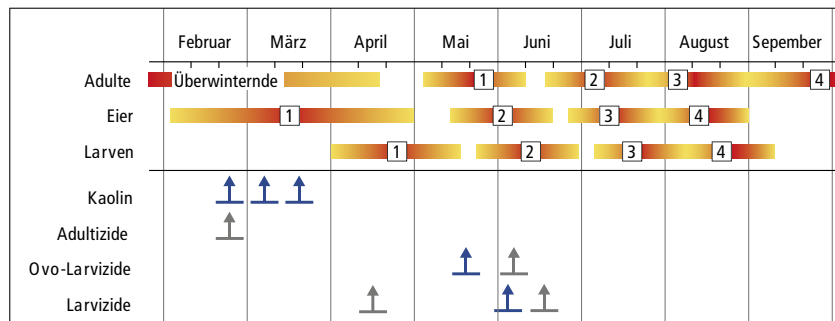 Februar März April Mai Juni Juli August Sepember
Adulte Überwinternde 1 2 3 4
Eier 1 2 3 4
Larven 1 2 3 4
Kaolin
Adultizide
Ovo-Larvizide
Larvizide